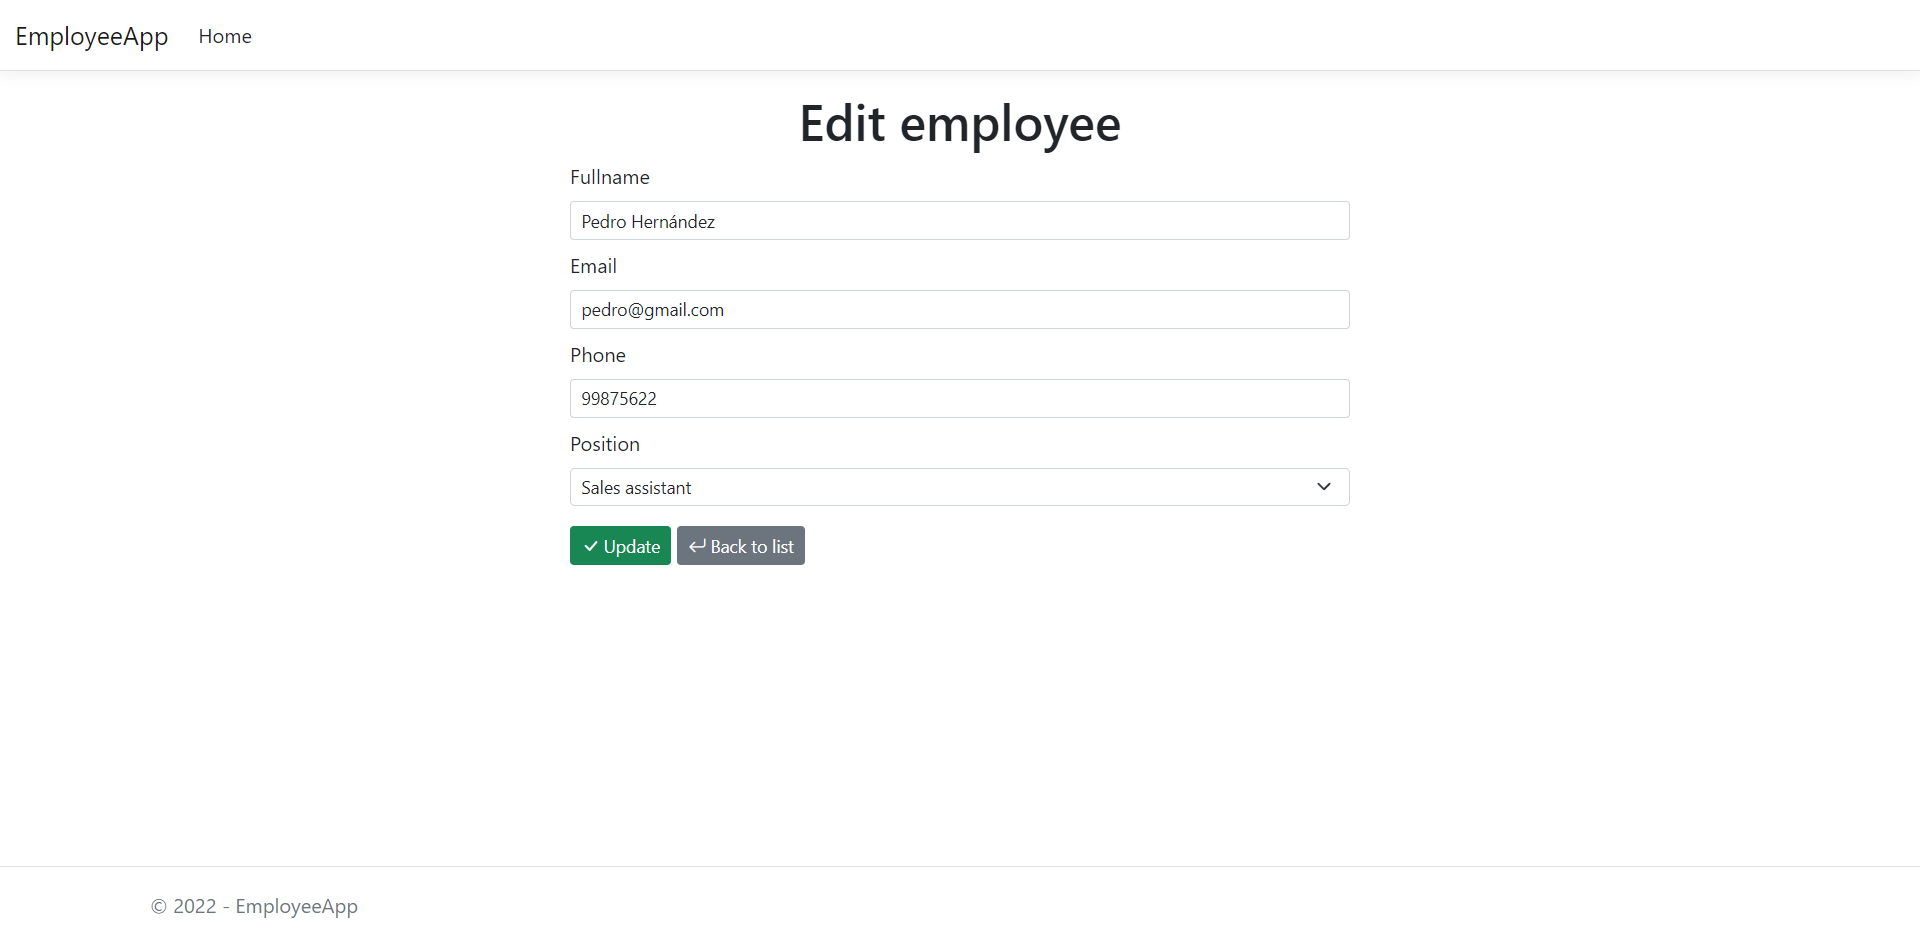 EmployeeApp Home
Edit employee
Fullname
Pedro Hernández
Email
pedro@gmail.com
Phone
99875622
Position
Sales assistant
Update Back to list
© 2022 - EmployeeApp